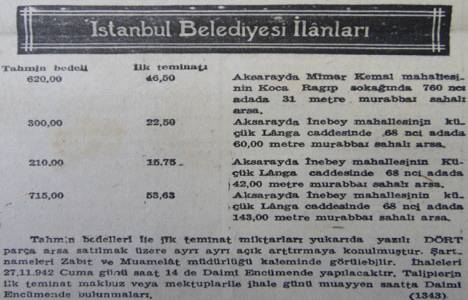 İstanbul Belediyesi İlânları
Tahmin bedeli İlk teminatı
620,00 46,50 Aksarayda Mimar Kemal mahallesi-
nin Koca Ragıp sokağında 760 ncı
adada 31 metre murabbaı sahalı
arsa.
300,00 22,50 Aksarayda İnebey mahallesinin kü-
çük Lânga caddesinde 68 nci adada
60,00 metre murabbaı sahalı arsa.
210,00 15.75 Aksarayda İnebey mahallesinin Kü-
çük Lânga caddesinde 68 nci adada
42,00 metre murabbaı sahalı arsa.
715,00 53,63 Aksarayda İnebey mahallesinin kü-
çük Lânga caddesinde 68 nci adada
143,00 metre murabbaı sahalı arsa.
Tahmin bedelleri ile ilk teminat miktarları yukarıda yazılı DÖRT
parça arsa satılmak üzere ayrı ayrı açık arttırmaya konulmuştur. Şart-
nameleri Zabıt ve Muamelât müdürlüğü kaleminde görülebilir. İhaleleri
27,11.942 Cuma günü saat 14 de Daimî Encümende yapılacaktır. Taliplerin
ilk teminat makbuz veya mektuplarile ihale günü muayyen saatta Daimî
Encümende bulunmaları. (1343)